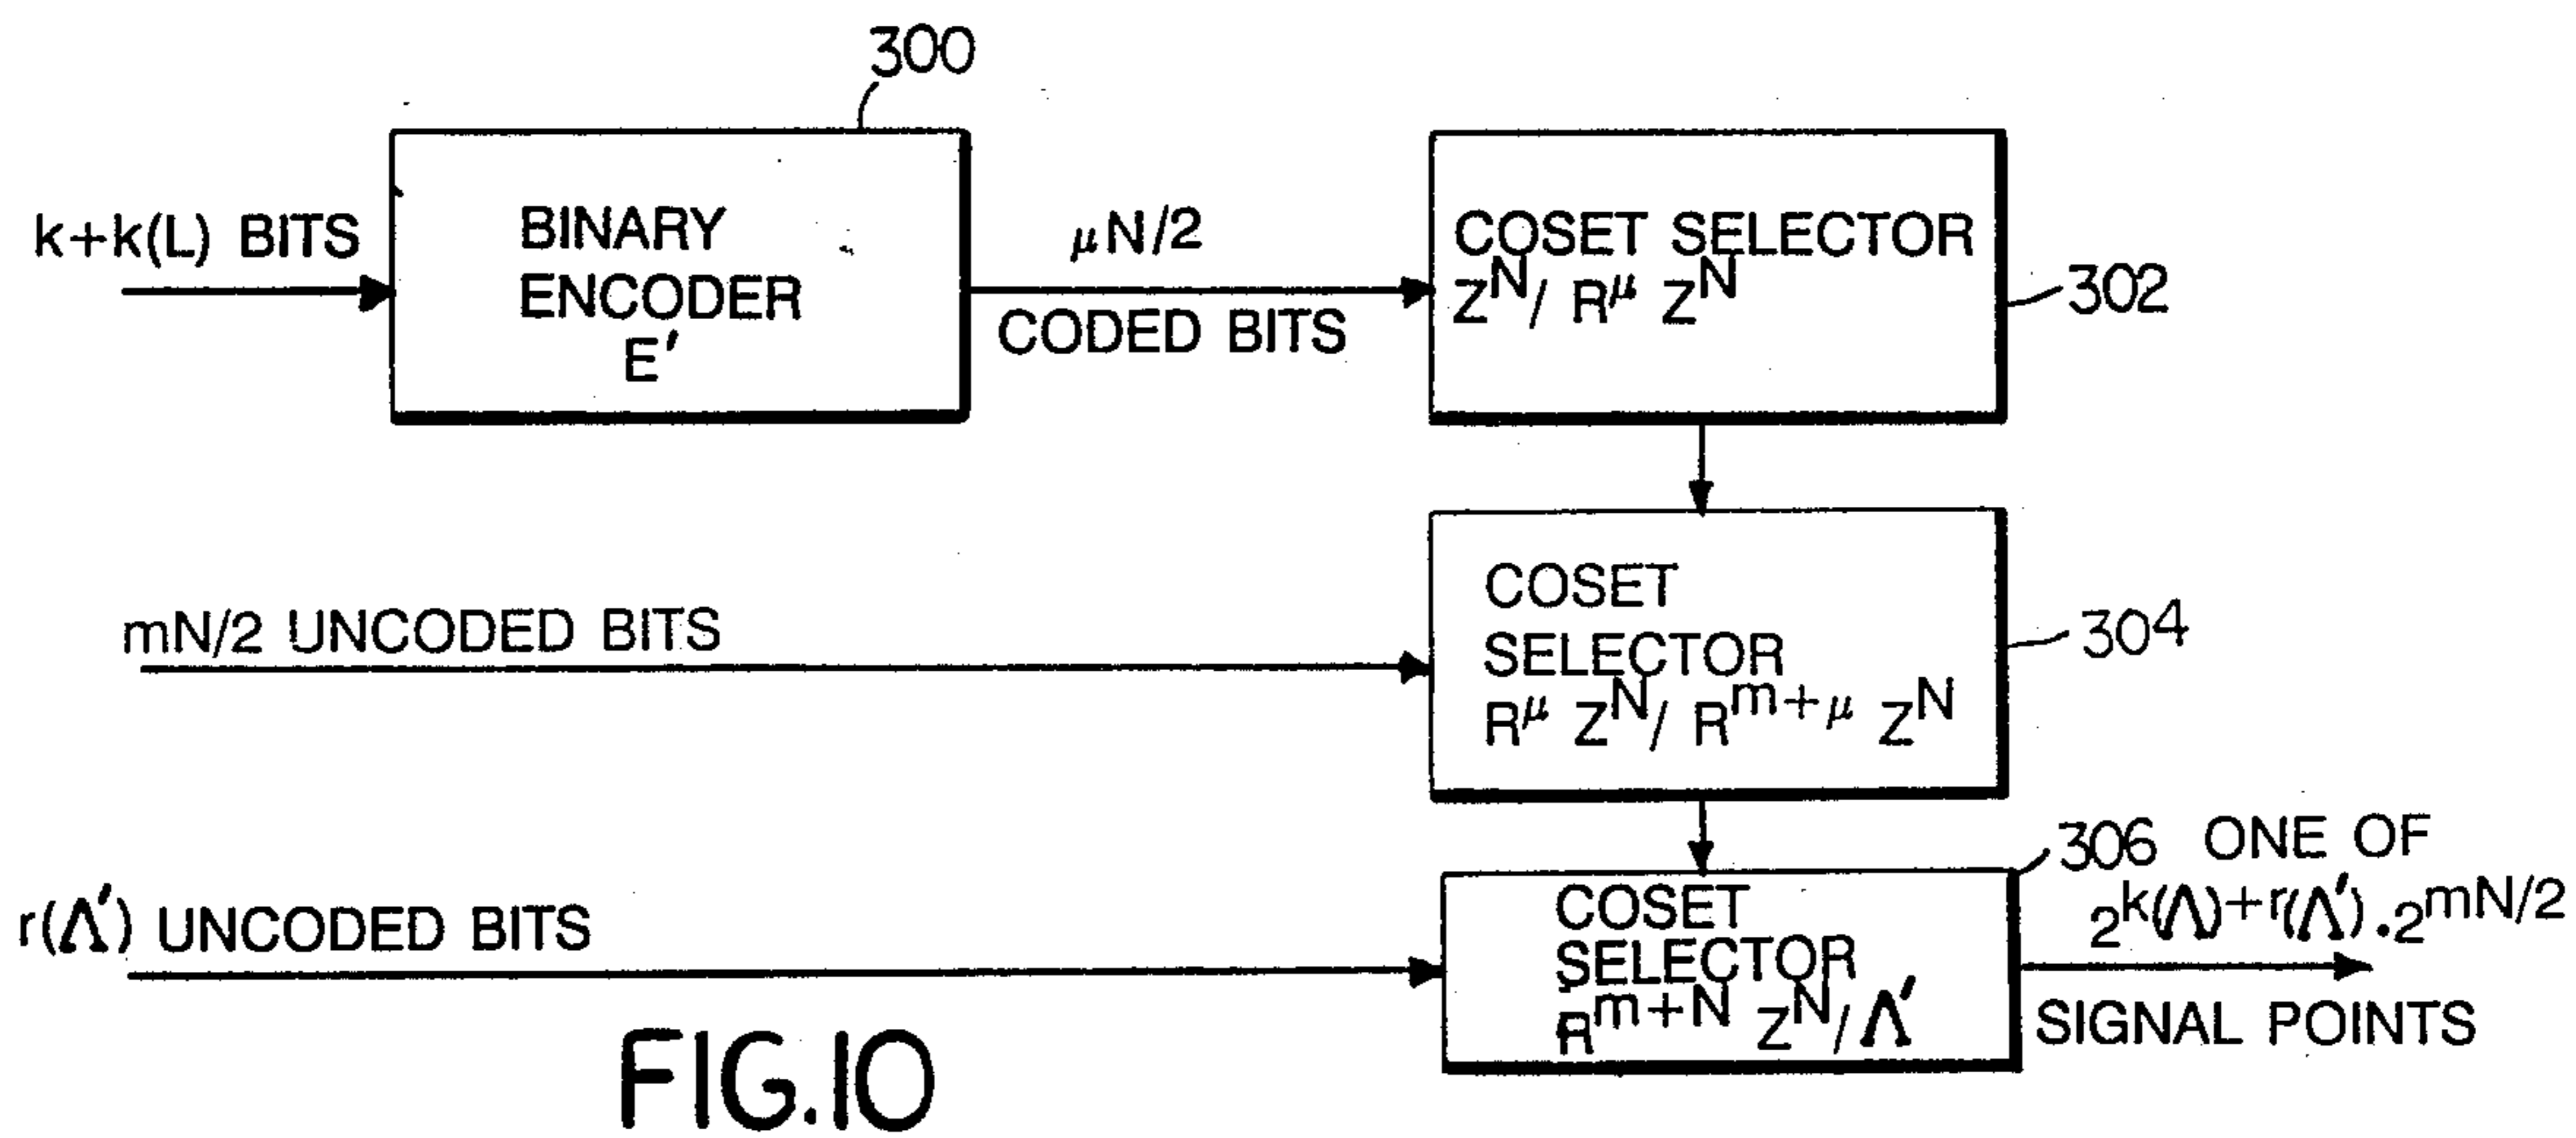 300
k+k(L) BITS
BINARY
ENCODER
E′
μN/2
CODED BITS
COSET SELECTOR
Z^N/ R^μ Z^N
302
mN/2 UNCODED BITS
COSET
SELECTOR
R^μ Z^N/ R^{m+μ} Z^N
304
r(Λ′) UNCODED BITS
COSET
SELECTOR
R^{m+N} Z^N/Λ′
306 ONE OF
2^{k(Λ)+r(Λ′)}.2^{mN/2}
SIGNAL POINTS
FIG.10